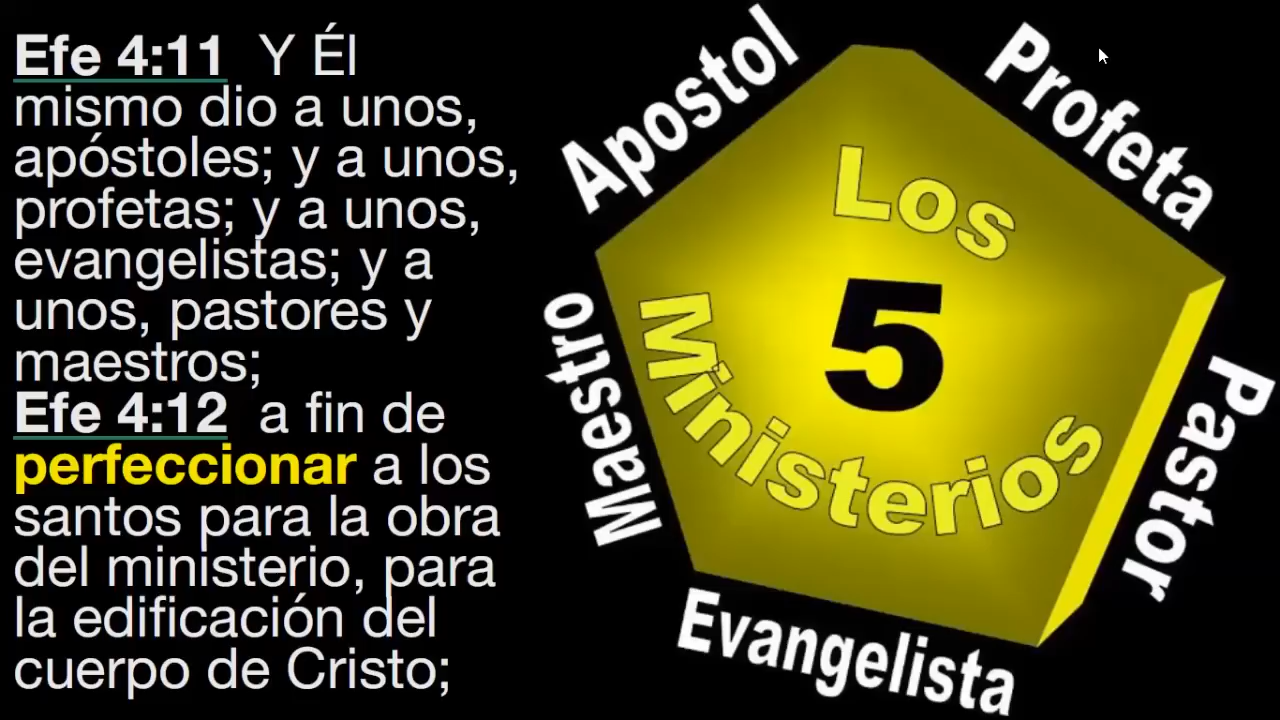 Efe 4:11 Y Él
mismo dio a unos,
apóstoles; y a unos,
profetas; y a unos,
evangelistas; y a
unos, pastores y
maestros;
Efe 4:12 a fin de
perfeccionar a los
santos para la obra
del ministerio, para
la edificación del
cuerpo de Cristo;
Apostol
Profeta
Los
5
Ministerios
Maestro
Pastor
Evangelista